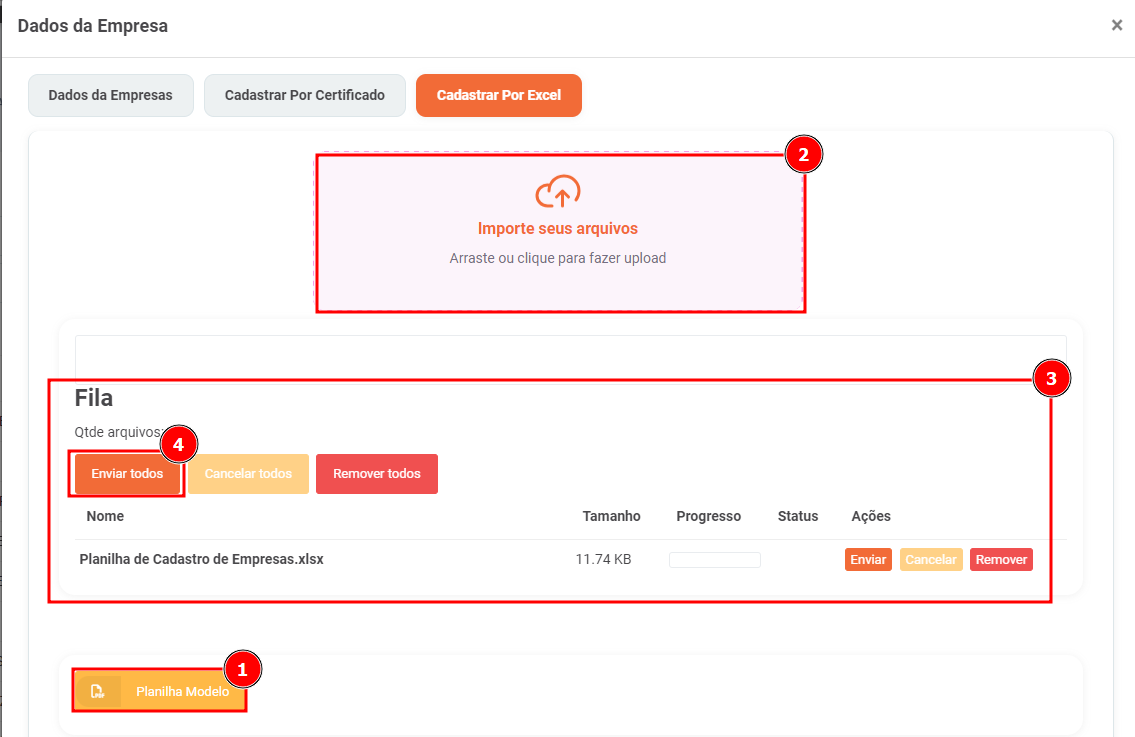 Dados da Empresa ×
Dados da Empresas Cadastrar Por Certificado Cadastrar Por Excel
2
Importe seus arquivos
Arraste ou clique para fazer upload
3
Fila
Qtde arquivos:
4
Enviar todos Cancelar todos Remover todos
Nome Tamanho Progresso Status Ações
Planilha de Cadastro de Empresas.xlsx 11.74 KB Enviar Cancelar Remover
1
Planilha Modelo